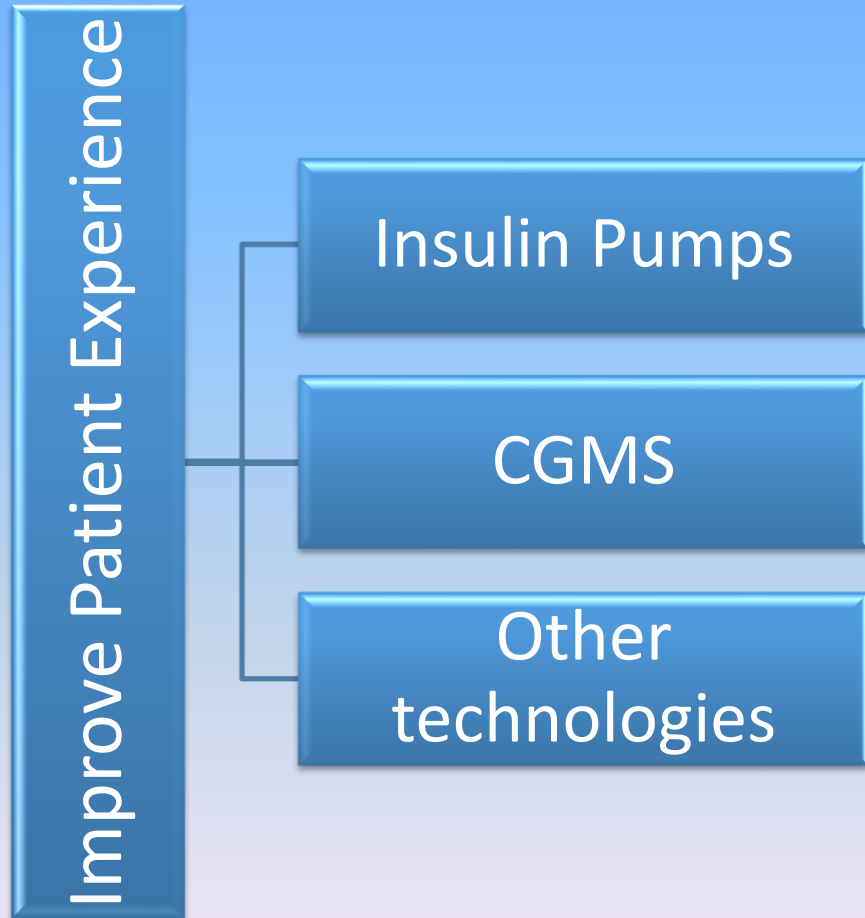 Improve Patient Experience
Insulin Pumps
CGMS
Other
technologies